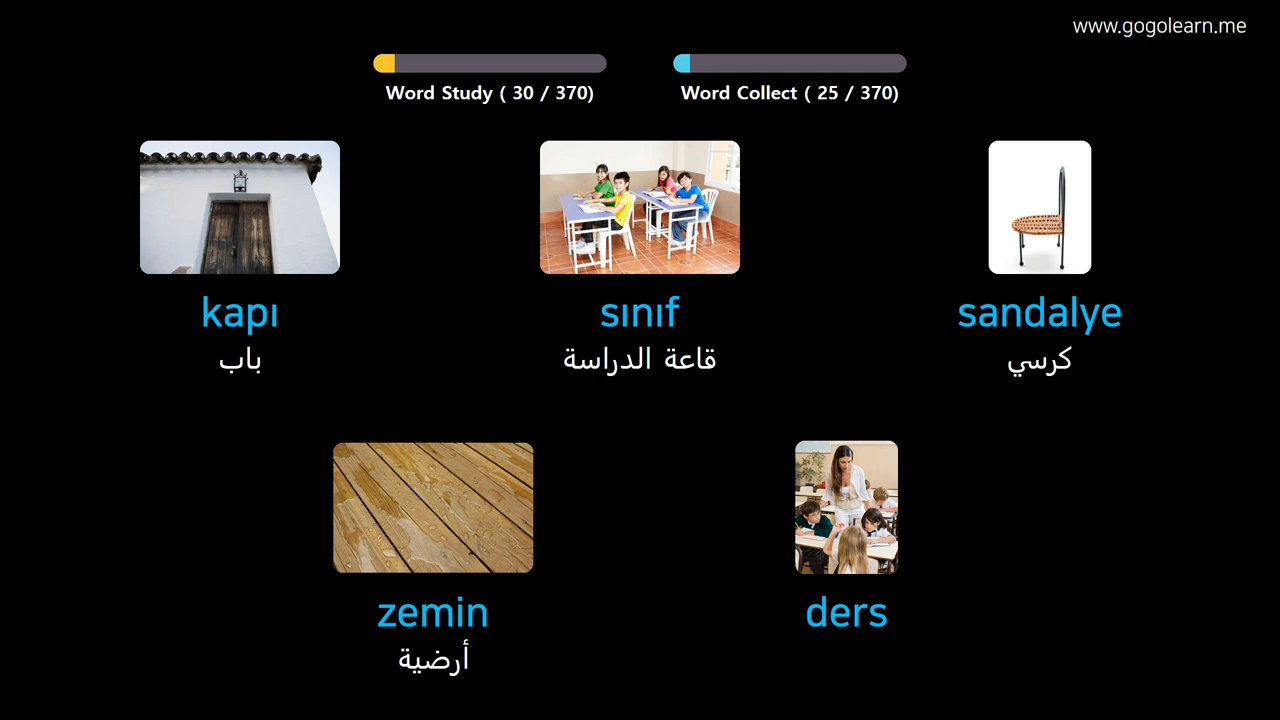 www.gogolearn.me
Word Study ( 30 / 370)
Word Collect ( 25 / 370)
kapı
باب
sınıf
قاعة الدراسة
sandalye
كرسي
zemin
أرضية
ders